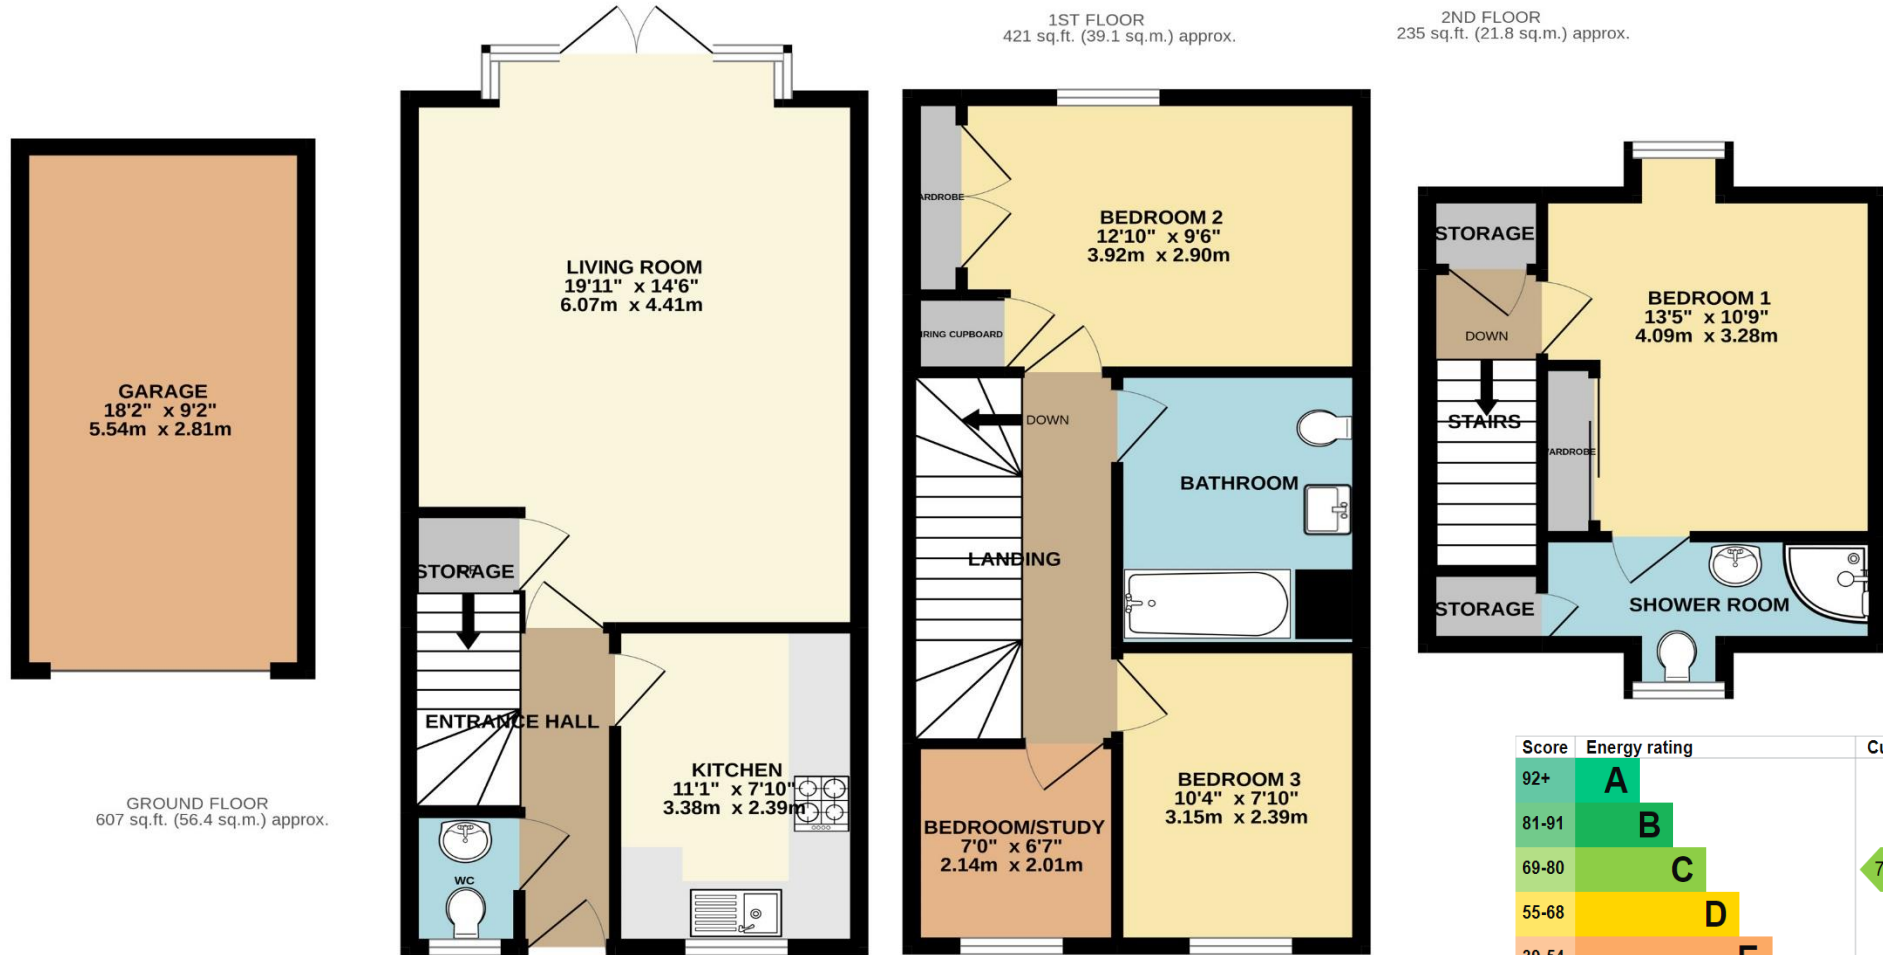 1ST FLOOR
421 sq.ft. (39.1 sq.m.) approx.
2ND FLOOR
235 sq.ft. (21.8 sq.m.) approx.
GARAGE
18'2" x 9'2"
5.54m x 2.81m
GROUND FLOOR
607 sq.ft. (56.4 sq.m.) approx.
LIVING ROOM
19'11" x 14'6"
6.07m x 4.41m
STORAGE
ENTRANCE HALL
KITCHEN
11'1" x 7'10"
3.38m x 2.39m
WC
ARDROBE
BEDROOM 2
12'10" x 9'6"
3.92m x 2.90m
IRING CUPBOARD
DOWN
BATHROOM
LANDING
BEDROOM/STUDY
7'0" x 6'7"
2.14m x 2.01m
BEDROOM 3
10'4" x 7'10"
3.15m x 2.39m
STORAGE
BEDROOM 1
13'5" x 10'9"
4.09m x 3.28m
DOWN
STAIRS
ARDROBE
STORAGE
SHOWER ROOM
Score Energy rating Cu
92+ A
81-91 B
69-80 C 7
55-68 D
39-54 E